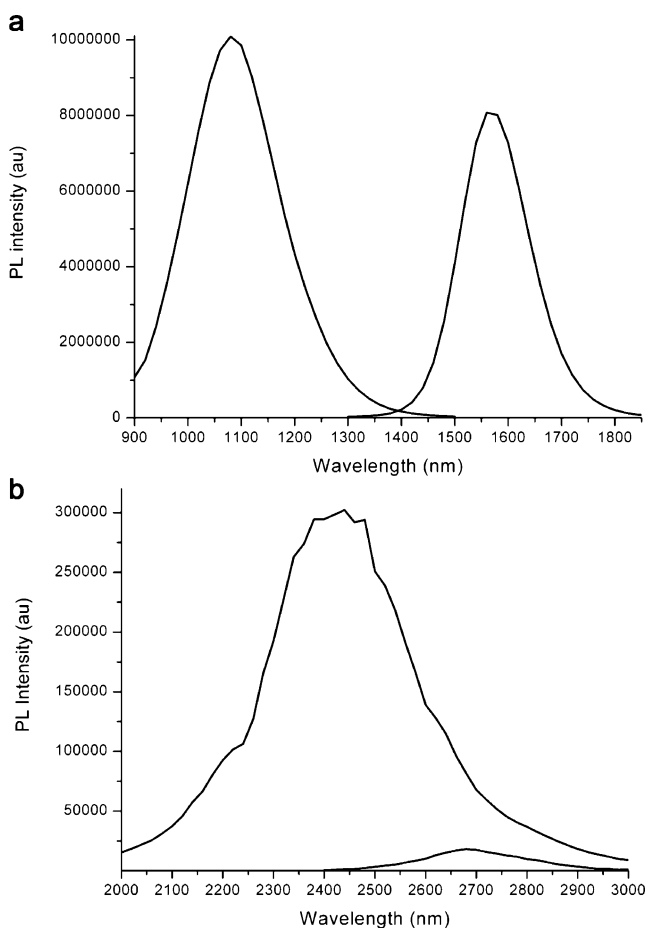 a
PL intensity (au)
10000000
8000000
6000000
4000000
2000000
0
900 1000 1100 1200 1300 1400 1500 1600 1700 1800
Wavelength (nm)
b
PL Intensity (au)
300000
250000
200000
150000
100000
50000
2000 2100 2200 2300 2400 2500 2600 2700 2800 2900 3000
Wavelength (nm)